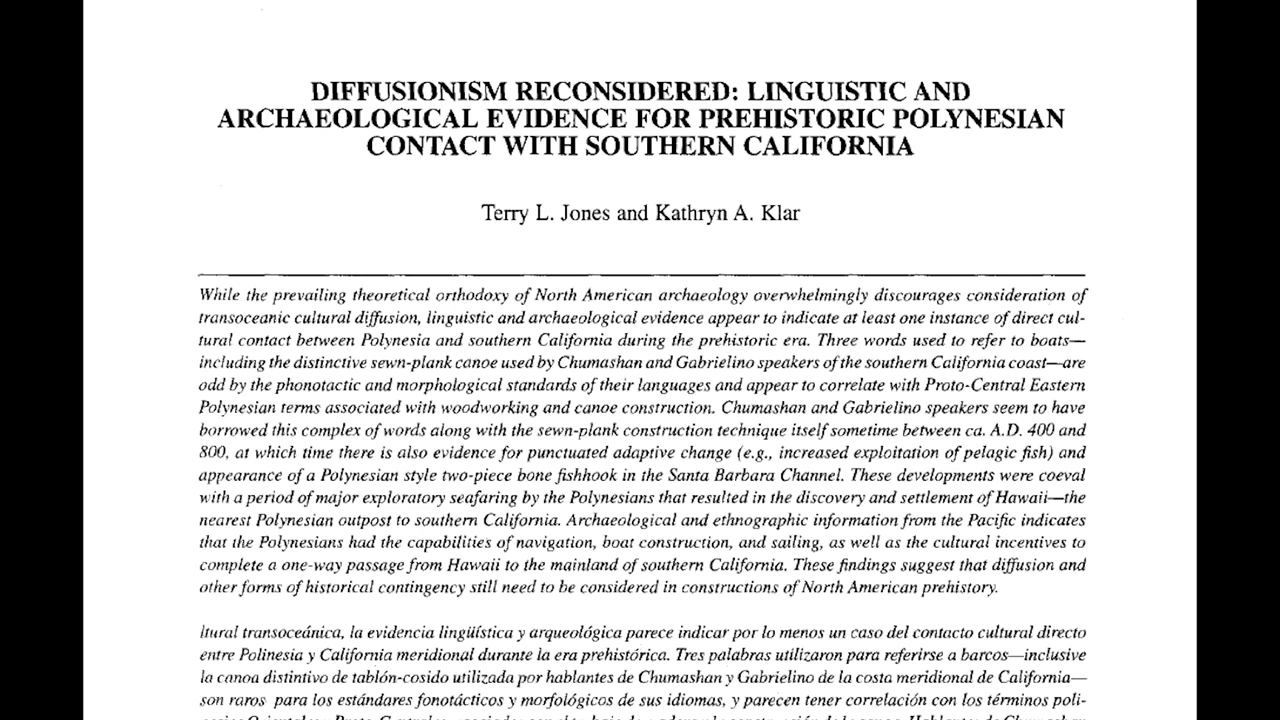 DIFFUSIONISM RECONSIDERED: LINGUISTIC AND
ARCHAEOLOGICAL EVIDENCE FOR PREHISTORIC POLYNESIAN
CONTACT WITH SOUTHERN CALIFORNIA
Terry L. Jones and Kathryn A. Klar
While the prevailing theoretical orthodoxy of North American archaeology overwhelmingly discourages consideration of
transoceanic cultural diffusion, linguistic and archaeological evidence appear to indicate at least one instance of direct cul-
tural contact between Polynesia and southern California during the prehistoric era. Three words used to refer to boats—
including the distinctive sewn-plank canoe used by Chumashan and Gabrielino speakers of the southern California coast—are
odd by the phonotactic and morphological standards of their languages and appear to correlate with Proto-Central Eastern
Polynesian terms associated with woodworking and canoe construction. Chumashan and Gabrielino speakers seem to have
borrowed this complex of words along with the sewn-plank construction technique itself sometime between ca. A.D. 400 and
800, at which time there is also evidence for punctuated adaptive change (e.g., increased exploitation of pelagic fish) and
appearance of a Polynesian style two-piece bone fishhook in the Santa Barbara Channel. These developments were coeval
with a period of major exploratory seafaring by the Polynesians that resulted in the discovery and settlement of Hawaii—the
nearest Polynesian outpost to southern California. Archaeological and ethnographic information from the Pacific indicates
that the Polynesians had the capabilities of navigation, boat construction, and sailing, as well as the cultural incentives to
complete a one-way passage from Hawaii to the mainland of southern California. These findings suggest that diffusion and
other forms of historical contingency still need to be considered in constructions of North American prehistory.
ltural transoceánica, la evidencia lingüística y arqueológica parece indicar por lo menos un caso del contacto cultural directo
entre Polinesia y California meridional durante la era prehistórica. Tres palabras utilizaron para referirse a barcos—inclusive
la canoa distintivo de tablón-cosido utilizada por hablantes de Chumashan y Gabrielino de la costa meridional de California—
son raros para los estándares fonotácticos y morfológicos de sus idiomas, y parecen tener correlación con los términos poli-